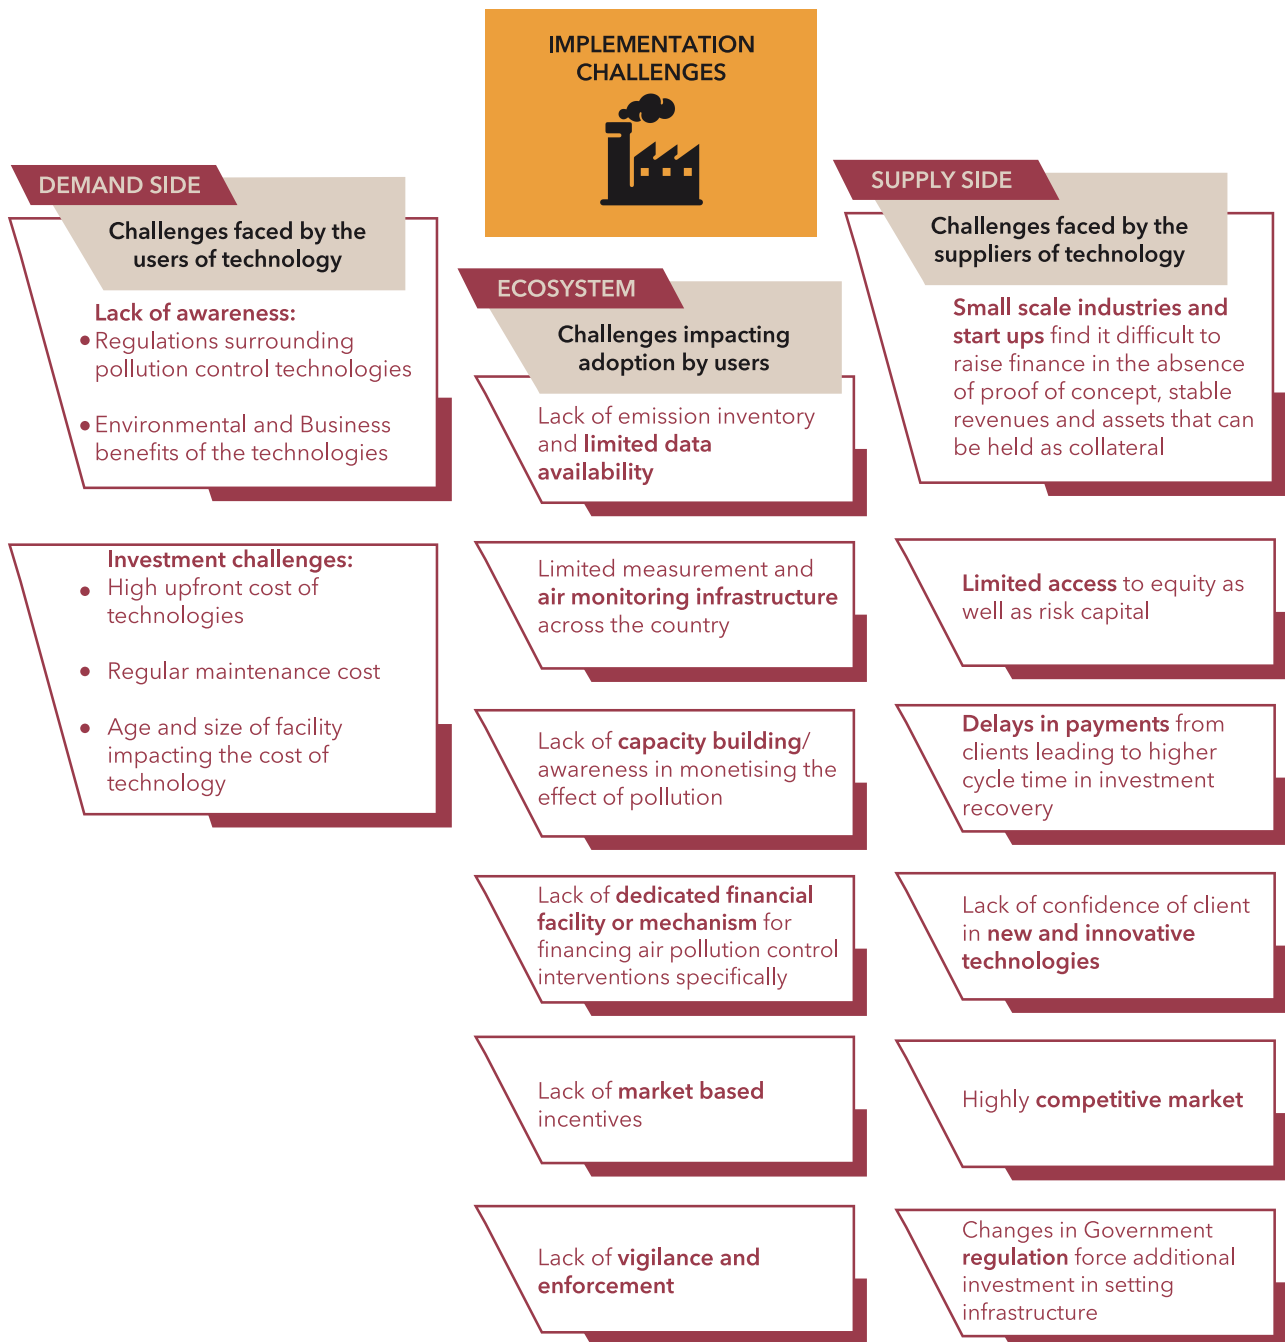 IMPLEMENTATION
CHALLENGES
DEMAND SIDE
Challenges faced by the
users of technology
Lack of awareness:
• Regulations surrounding
pollution control technologies
• Environmental and Business
benefits of the technologies
Investment challenges:
• High upfront cost of
technologies
• Regular maintenance cost
• Age and size of facility
impacting the cost of
technology
ECOSYSTEM
Challenges impacting
adoption by users
Lack of emission inventory
and limited data
availability
Limited measurement and
air monitoring infrastructure
across the country
Lack of capacity building/
awareness in monetising the
effect of pollution
Lack of dedicated financial
facility or mechanism for
financing air pollution control
interventions specifically
Lack of market based
incentives
Lack of vigilance and
enforcement
SUPPLY SIDE
Challenges faced by the
suppliers of technology
Small scale industries and
start ups find it difficult to
raise finance in the absence
of proof of concept, stable
revenues and assets that can
be held as collateral
Limited access to equity as
well as risk capital
Delays in payments from
clients leading to higher
cycle time in investment
recovery
Lack of confidence of client
in new and innovative
technologies
Highly competitive market
Changes in Government
regulation force additional
investment in setting
infrastructure